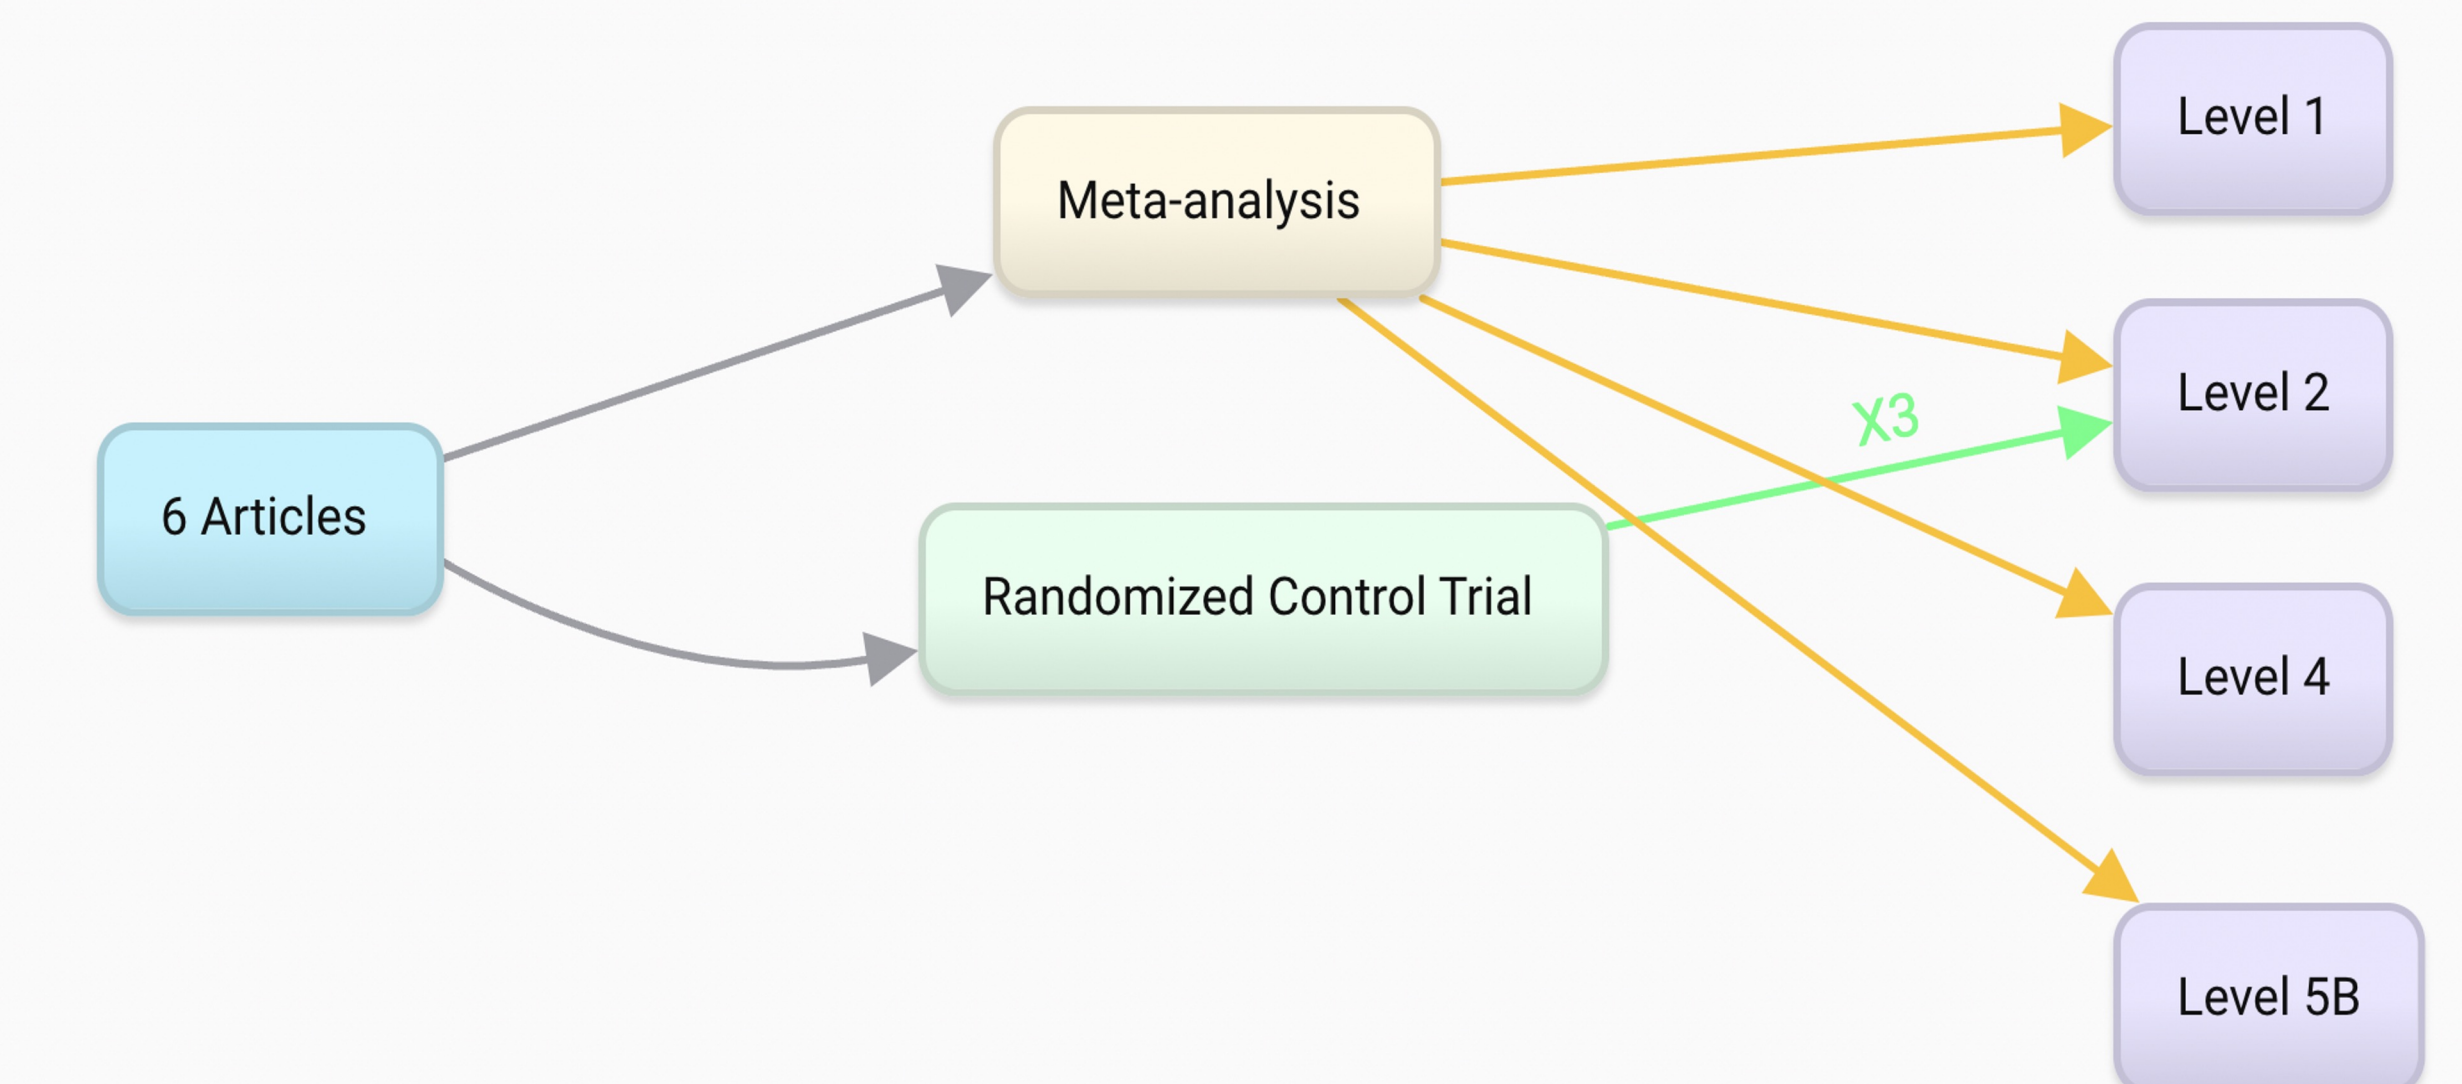 6 Articles
Meta-analysis
Randomized Control Trial
X3
Level 1
Level 2
Level 4
Level 5B